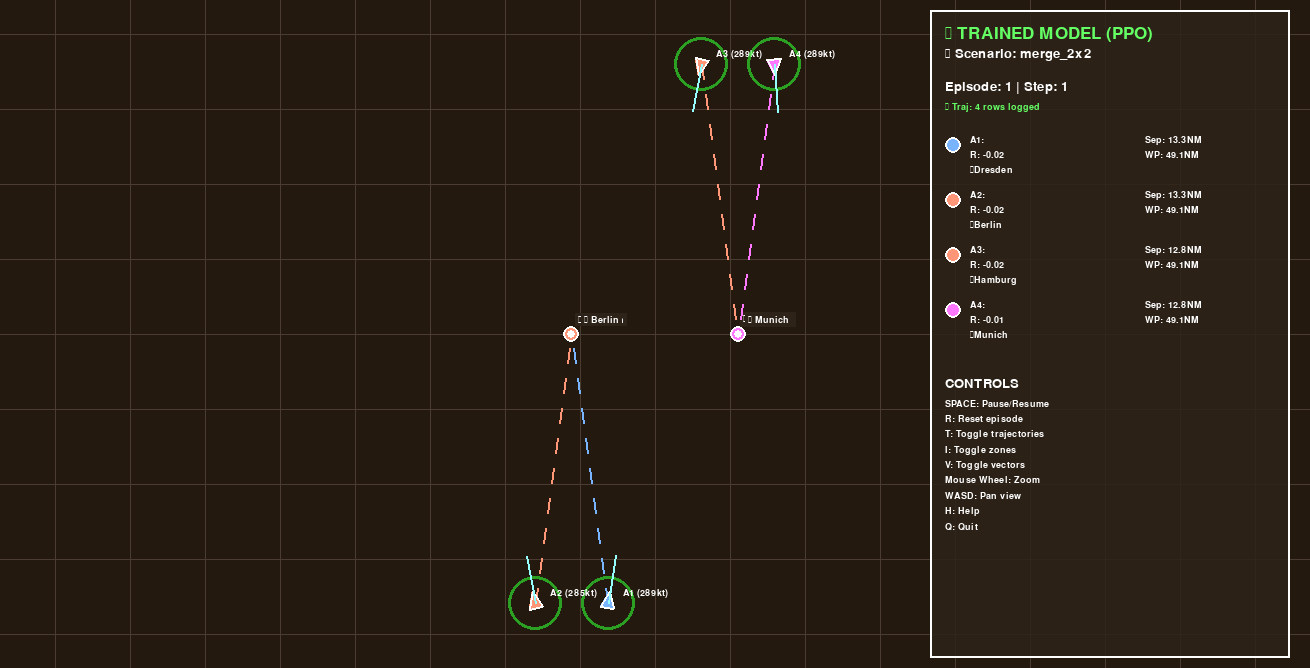 A3 (289kt)
A4 (289kt)
Berlin
Munich
A2 (285kt)
A1 (289kt)
TRAINED MODEL (PPO)
Scenario: merge_2x2
Episode: 1 | Step: 1
Traj: 4 rows logged
A1:
Sep: 13.3NM
R: -0.02
WP: 49.1NM
Dresden
A2:
Sep: 13.3NM
R: -0.02
WP: 49.1NM
Berlin
A3:
Sep: 12.8NM
R: -0.02
WP: 49.1NM
Hamburg
A4:
Sep: 12.8NM
R: -0.01
WP: 49.1NM
Munich
CONTROLS
SPACE: Pause/Resume
R: Reset episode
T: Toggle trajectories
I: Toggle zones
V: Toggle vectors
Mouse Wheel: Zoom
WASD: Pan view
H: Help
Q: Quit